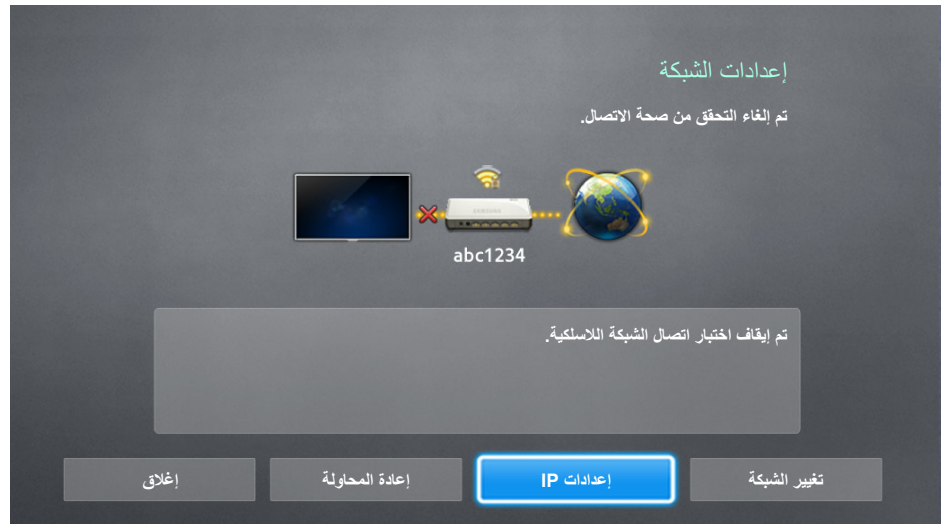 إعدادات الشبكة
تم إلغاء التحقق من صحة الاتصال.
SAMSUNG
abc1234
تم إيقاف اختبار اتصال الشبكة اللاسلكية.
تغيير الشبكة
إعدادات IP
إعادة المحاولة
إغلاق